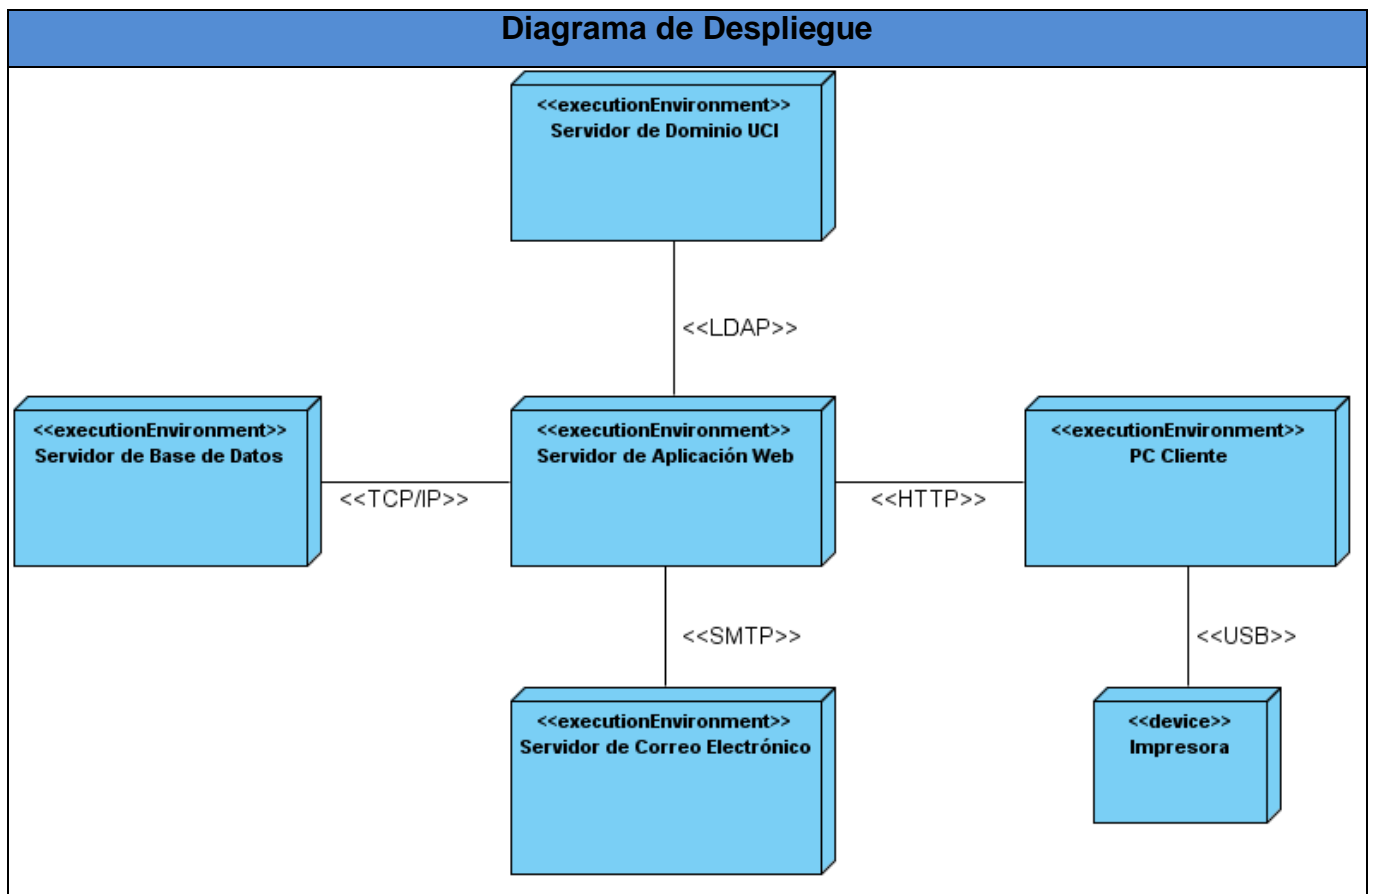 Diagrama de Despliegue
<<executionEnvironment>>
Servidor de Dominio UCI
<<LDAP>>
<<executionEnvironment>>
Servidor de Base de Datos
<<TCP/IP>>
<<executionEnvironment>>
Servidor de Aplicación Web
<<HTTP>>
<<executionEnvironment>>
PC Cliente
<<SMTP>>
<<USB>>
<<executionEnvironment>>
Servidor de Correo Electrónico
<<device>>
Impresora